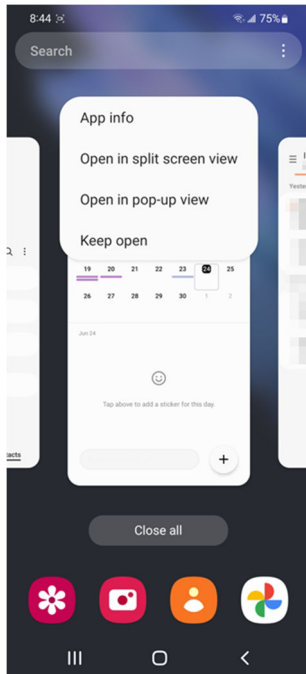 8:44 75%
Search
App info
Open in split screen view
Open in pop-up view
Keep open
19 20 21 22 23 24 25
26 27 28 29 30 1 2
Jun 24
Tap above to add a sticker for this day.
acts
Yeste
Close all